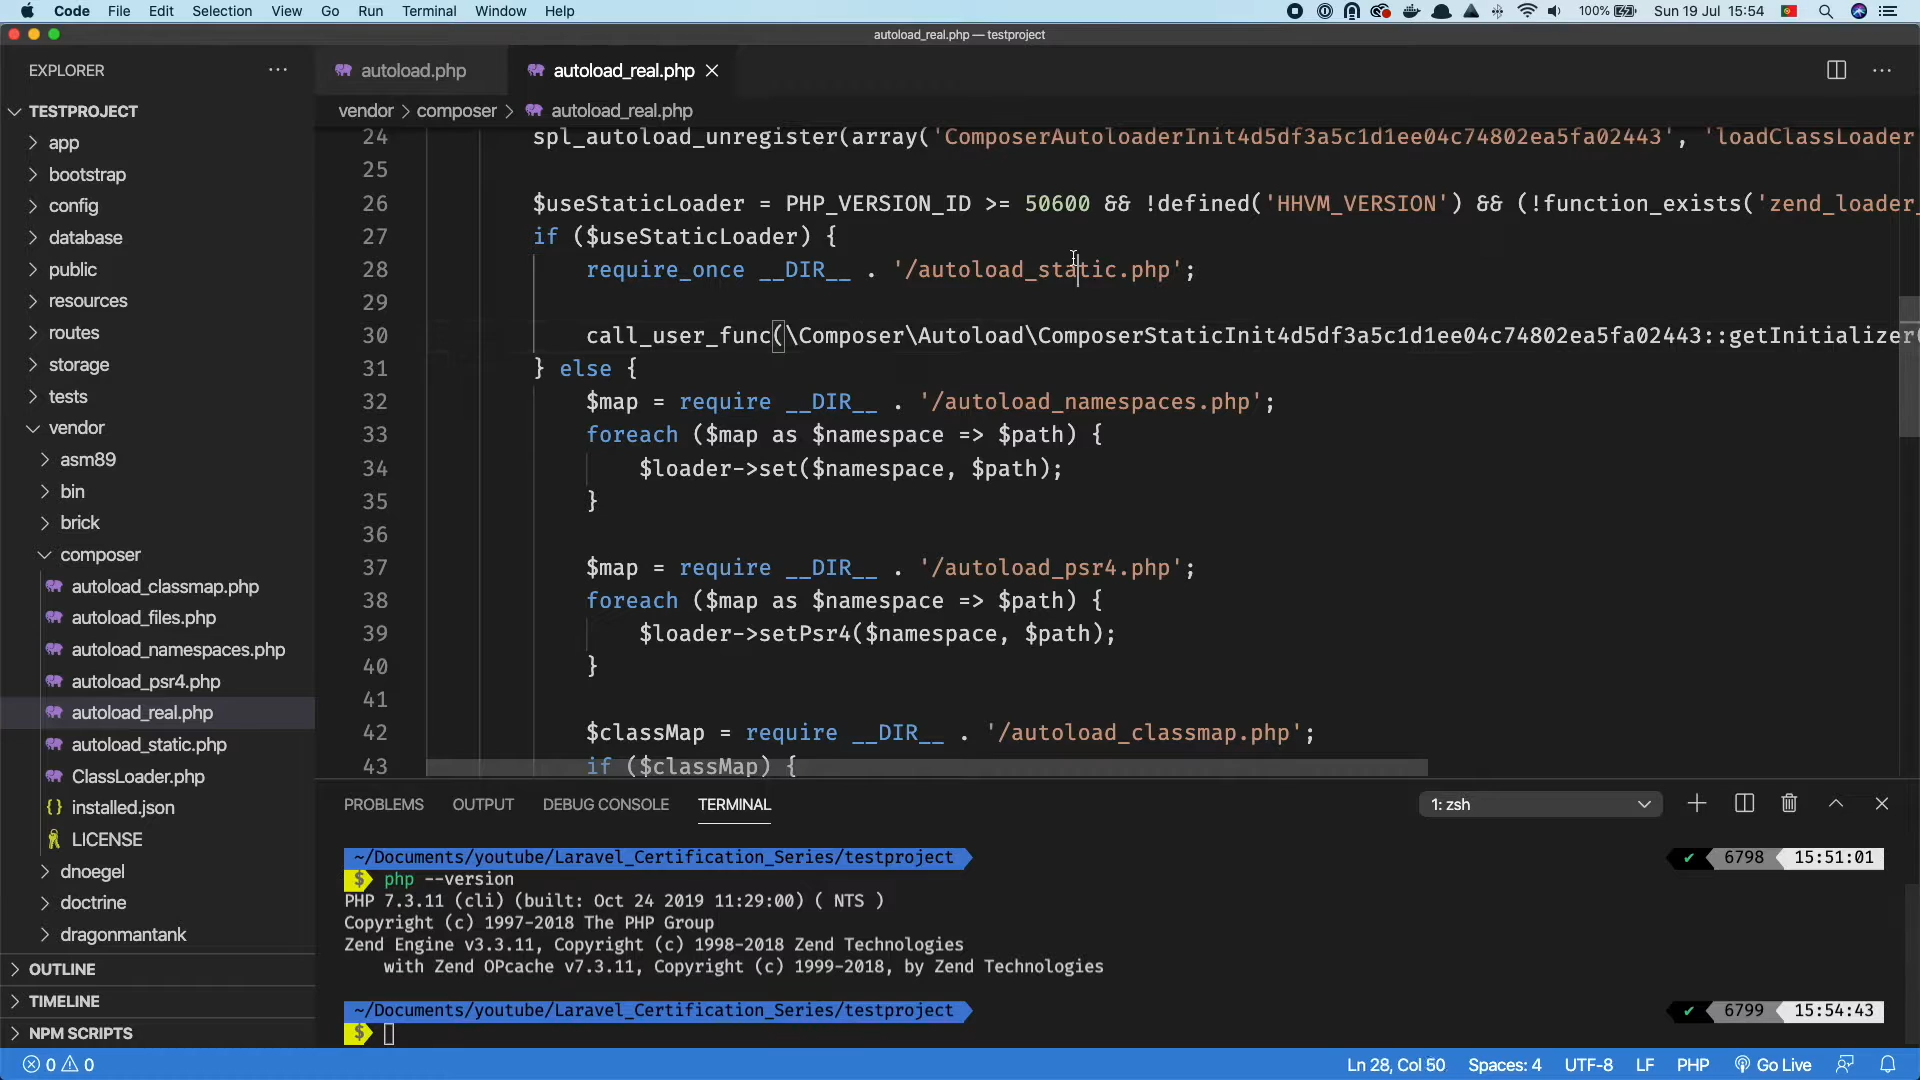 Code File Edit Selection View Go Run Terminal Window Help
100% Sun 19 Jul 15:54
autoload_real.php — testproject
EXPLORER
autoload.php
autoload_real.php
vendor > composer > autoload_real.php
TESTPROJECT
app
bootstrap
config
database
public
resources
routes
storage
tests
vendor
asm89
bin
brick
composer
autoload_classmap.php
autoload_files.php
autoload_namespaces.php
autoload_psr4.php
autoload_real.php
autoload_static.php
ClassLoader.php
installed.json
LICENSE
dnoegel
doctrine
dragonmantank
OUTLINE
TIMELINE
NPM SCRIPTS
24 spl_autoload_unregister(array('ComposerAutoloaderInit4d5df3a5c1d1ee04c74802ea5fa02443', 'loadClassLoader
25
26 $useStaticLoader = PHP_VERSION_ID >= 50600 && !defined('HHVM_VERSION') && (!function_exists('zend_loader_
27 if ($useStaticLoader) {
28 require_once __DIR__ . '/autoload_static.php';
29
30 call_user_func(\Composer\Autoload\ComposerStaticInit4d5df3a5c1d1ee04c74802ea5fa02443::getInitializer(
31 } else {
32 $map = require __DIR__ . '/autoload_namespaces.php';
33 foreach ($map as $namespace => $path) {
34 $loader->set($namespace, $path);
35 }
36
37 $map = require __DIR__ . '/autoload_psr4.php';
38 foreach ($map as $namespace => $path) {
39 $loader->setPsr4($namespace, $path);
40 }
41
42 $classMap = require __DIR__ . '/autoload_classmap.php';
43 if ($classMap) {
PROBLEMS OUTPUT DEBUG CONSOLE TERMINAL
1: zsh
~/Documents/youtube/Laravel_Certification_Series/testproject ✔ 6798 15:51:01
$ php --version
PHP 7.3.11 (cli) (built: Oct 24 2019 11:29:00) ( NTS )
Copyright (c) 1997-2018 The PHP Group
Zend Engine v3.3.11, Copyright (c) 1998-2018 Zend Technologies
with Zend OPcache v7.3.11, Copyright (c) 1999-2018, by Zend Technologies
~/Documents/youtube/Laravel_Certification_Series/testproject ✔ 6799 15:54:43
$
0 0
Ln 28, Col 50 Spaces: 4 UTF-8 LF PHP Go Live